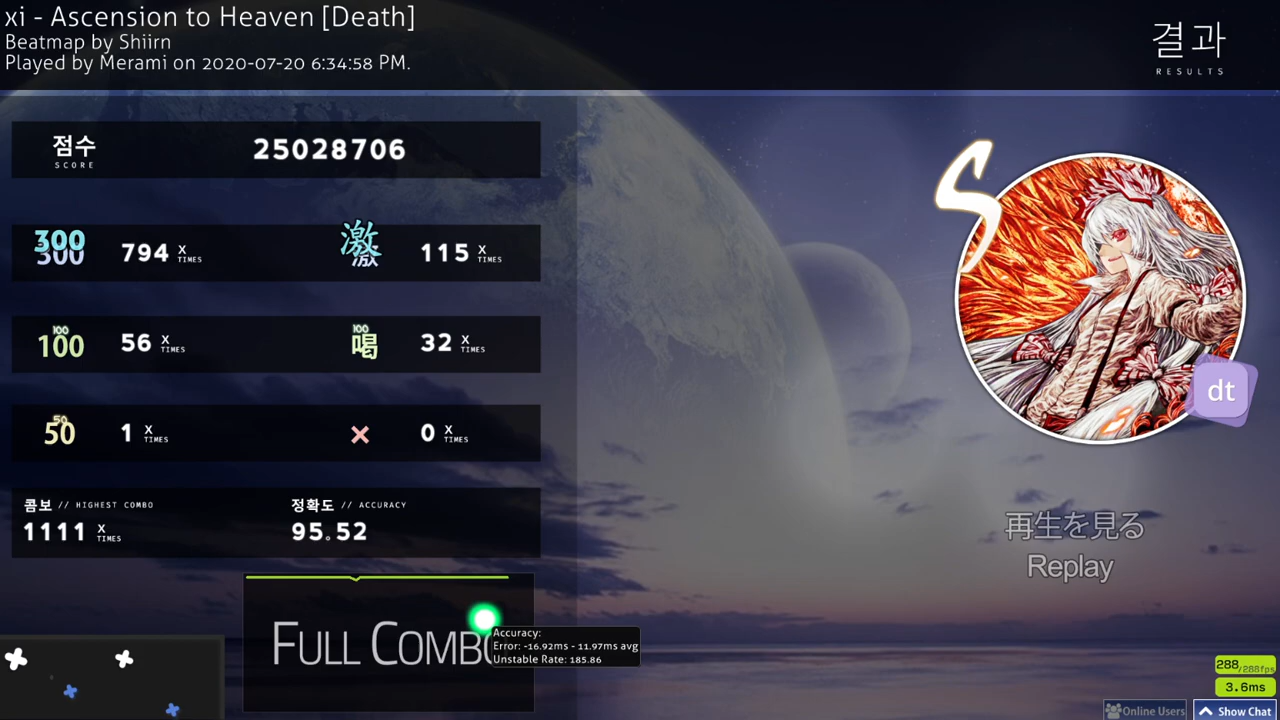 xi - Ascension to Heaven [Death]
Beatmap by Shiirn
Played by Merami on 2020-07-20 6:34:58 PM.
결과
RESULTS
점수
SCORE
25028706
300
300
794 X TIMES
激
激
115 X TIMES
100
100
56 X TIMES
100
喝
32 X TIMES
50
50
1 X TIMES
0 X TIMES
콤보 // HIGHEST COMBO
1111 X TIMES
정확도 // ACCURACY
95.52
S
dt
再生を見る
Replay
FULL COMBO
Accuracy:
Error: -16.92ms - 11.97ms avg
Unstable Rate: 185.86
288/288fps
3.6ms
Online Users
Show Chat